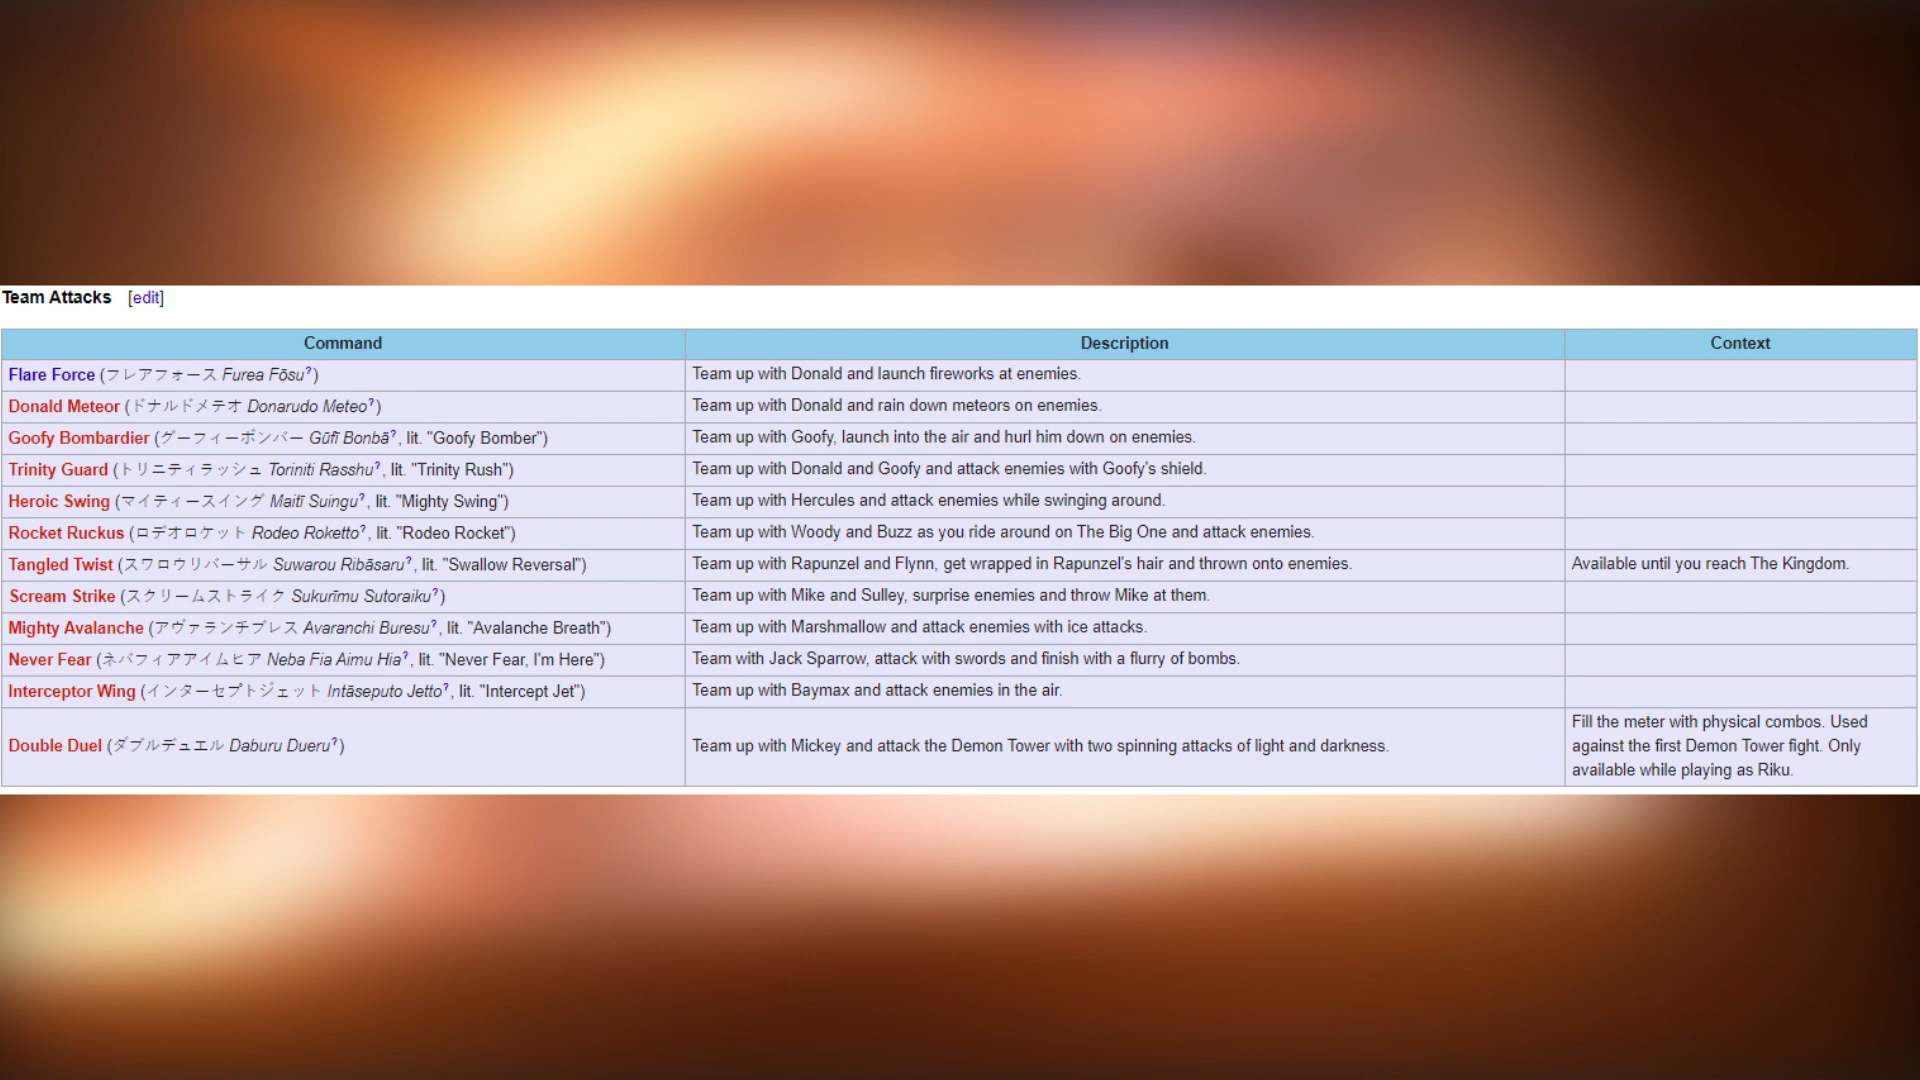 Team Attacks [edit]
Command Description Context
Flare Force (フレアフォース Furea Fōsu?) Team up with Donald and launch fireworks at enemies.
Donald Meteor (ドナルドメテオ Donarudo Meteo?) Team up with Donald and rain down meteors on enemies.
Goofy Bombardier (グーフィーボンバー Gūfī Bonbā?, lit. "Goofy Bomber") Team up with Goofy, launch into the air and hurl him down on enemies.
Trinity Guard (トリニティラッシュ Toriniti Rasshu?, lit. "Trinity Rush") Team up with Donald and Goofy and attack enemies with Goofy's shield.
Heroic Swing (マイティースイング Maitī Suingu?, lit. "Mighty Swing") Team up with Hercules and attack enemies while swinging around.
Rocket Ruckus (ロデオロケット Rodeo Roketto?, lit. "Rodeo Rocket") Team up with Woody and Buzz as you ride around on The Big One and attack enemies.
Tangled Twist (スワロウリバーサル Suwarou Ribāsaru?, lit. "Swallow Reversal") Team up with Rapunzel and Flynn, get wrapped in Rapunzel's hair and thrown onto enemies. Available until you reach The Kingdom.
Scream Strike (スクリームストライク Sukurīmu Sutoraiku?) Team up with Mike and Sulley, surprise enemies and throw Mike at them.
Mighty Avalanche (アヴァランチブレス Avaranchi Buresu?, lit. "Avalanche Breath") Team up with Marshmallow and attack enemies with ice attacks.
Never Fear (ネバフィアアイムヒア Neba Fia Aimu Hia?, lit. "Never Fear, I'm Here") Team with Jack Sparrow, attack with swords and finish with a flurry of bombs.
Interceptor Wing (インターセプトジェット Intāseputo Jetto?, lit. "Intercept Jet") Team up with Baymax and attack enemies in the air.
Double Duel (ダブルデュエル Daburu Dueru?) Team up with Mickey and attack the Demon Tower with two spinning attacks of light and darkness.
Fill the meter with physical combos. Used
against the first Demon Tower fight. Only
available while playing as Riku.